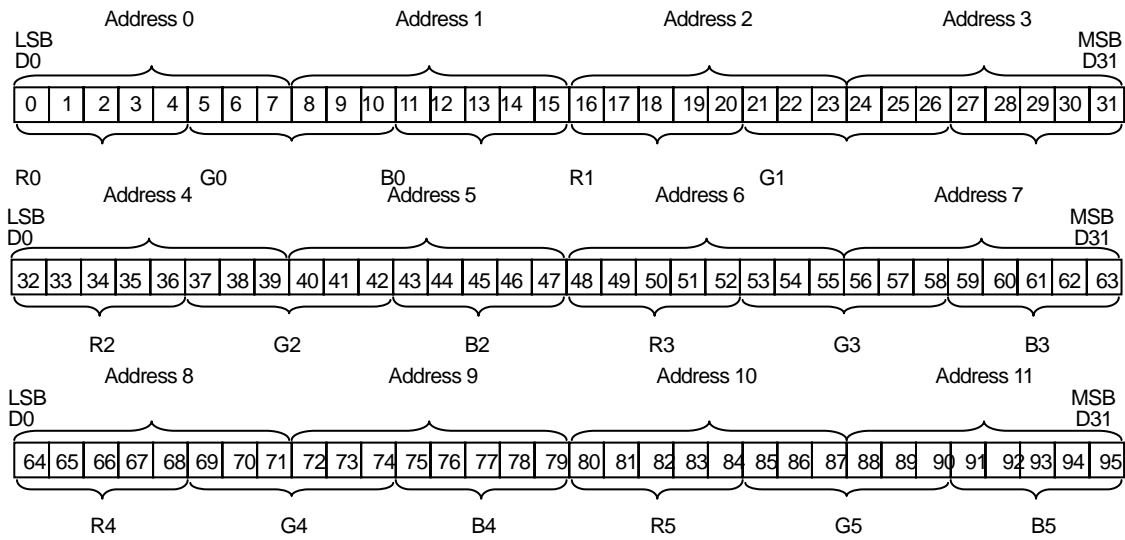 Address 0 Address 1 Address 2 Address 3
LSB MSB
D0 D31
0 1 2 3 4 5 6 7 8 9 10 11 12 13 14 15 16 17 18 19 20 21 22 23 24 25 26 27 28 29 30 31
R0 G0 B0 R1 G1
Address 4 Address 5 Address 6 Address 7
LSB MSB
D0 D31
32 33 34 35 36 37 38 39 40 41 42 43 44 45 46 47 48 49 50 51 52 53 54 55 56 57 58 59 60 61 62 63
R2 G2 B2 R3 G3 B3
Address 8 Address 9 Address 10 Address 11
LSB MSB
D0 D31
64 65 66 67 68 69 70 71 72 73 74 75 76 77 78 79 80 81 82 83 84 85 86 87 88 89 90 91 92 93 94 95
R4 G4 B4 R5 G5 B5